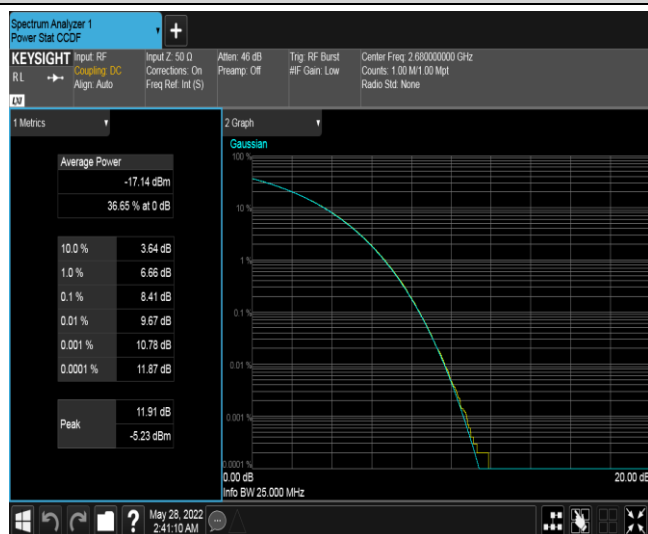 Spectrum Analyzer 1
Power Stat CCDF
+
KEYSIGHT
RL
LXI
Input: RF
Coupling: DC
Align: Auto
Input Z: 50 Ω
Corrections: On
Freq Ref: Int (S)
Atten: 46 dB
Preamp: Off
Trig: RF Burst
#IF Gain: Low
Center Freq: 2.680000000 GHz
Counts: 1.00 M/1.00 Mpt
Radio Std: None
1 Metrics
Average Power
-17.14 dBm
36.65 % at 0 dB
10.0 % 3.64 dB
1.0 % 6.66 dB
0.1 % 8.41 dB
0.01 % 9.67 dB
0.001 % 10.78 dB
0.0001 % 11.87 dB
Peak
11.91 dB
-5.23 dBm
2 Graph
Gaussian
100 %
10 %
1 %
0.1 %
0.01 %
0.001 %
0.0001 %
0.00 dB 20.00 dB
Info BW 25.000 MHz
?
May 28, 2022
2:41:10 AM